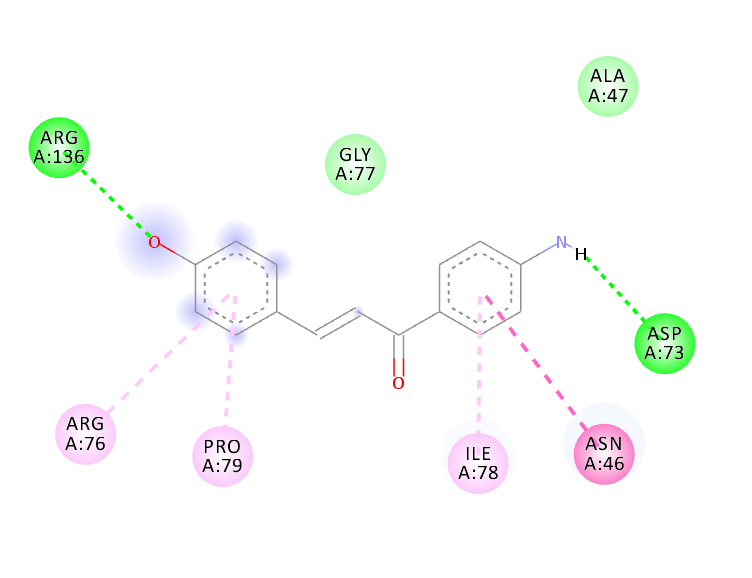 ALA
A:47
ARG
A:136
GLY
A:77
O
N
H
ASP
A:73
O
ARG
A:76
PRO
A:79
ILE
A:78
ASN
A:46